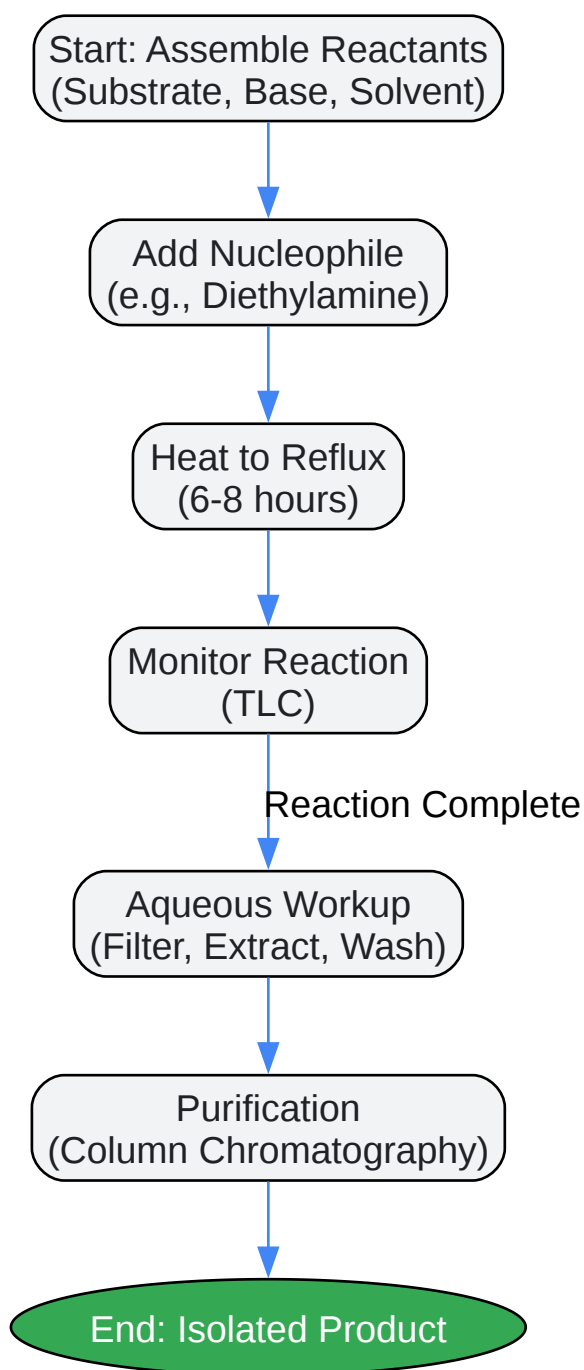 Start: Assemble Reactants
(Substrate, Base, Solvent)
Add Nucleophile
(e.g., Diethylamine)
Heat to Reflux
(6-8 hours)
Monitor Reaction
(TLC)
Reaction Complete
Aqueous Workup
(Filter, Extract, Wash)
Purification
(Column Chromatography)
End: Isolated Product